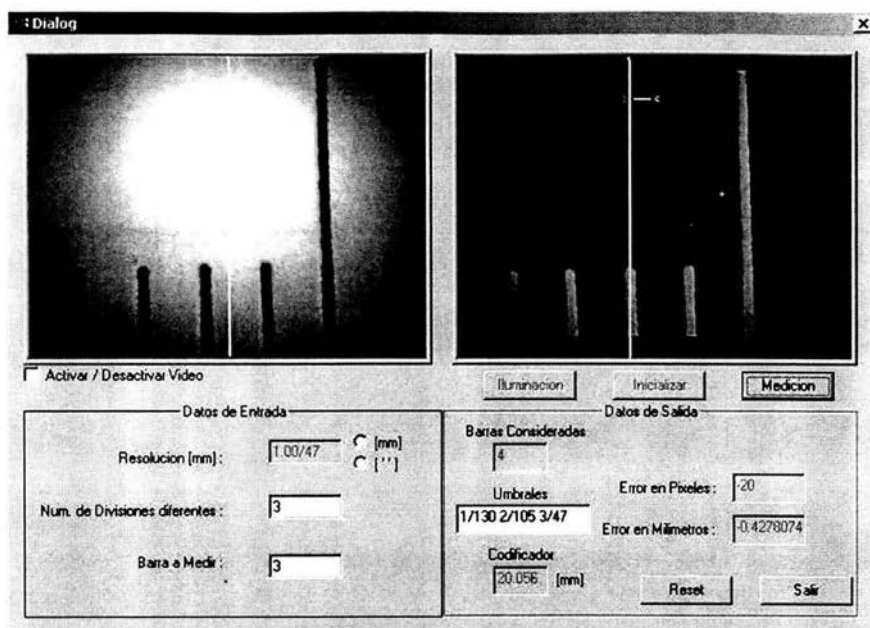 Dialog
Activar / Desactivar Video
Iluminacion
Inicializar
Medicion
Datos de Entrada
Resolucion [mm] :
1.00/47
[mm]
['']
Num. de Divisiones diferentes :
3
Barra a Medir :
3
Datos de Salida
Barras Consideradas
4
Umbrales
1/130 2/105 3/47
Codificador
20.056 [mm]
Error en Pixeles :
-20
Error en Milimetros :
-0.4278074
Reset
Salir